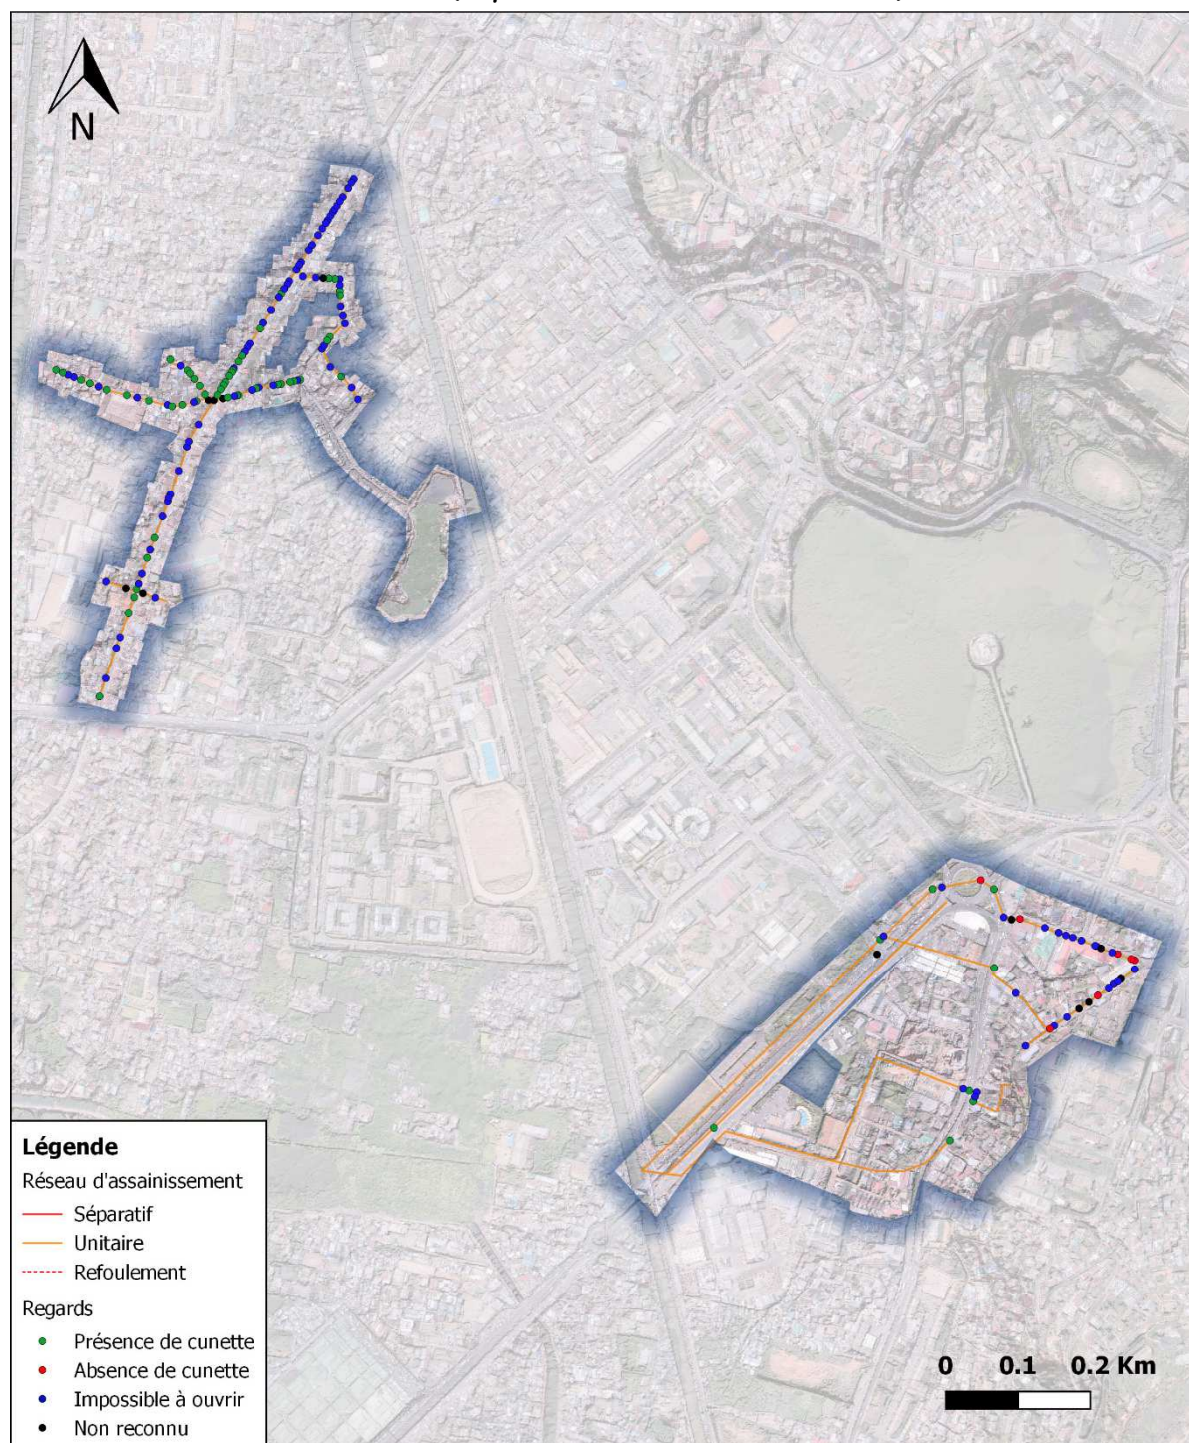 N
Légende
Réseau d'assainissement
Séparatif
Unitaire
Refoulement
Regards
Présence de cunette
Absence de cunette
Impossible à ouvrir
Non reconnu
0 0.1 0.2 Km